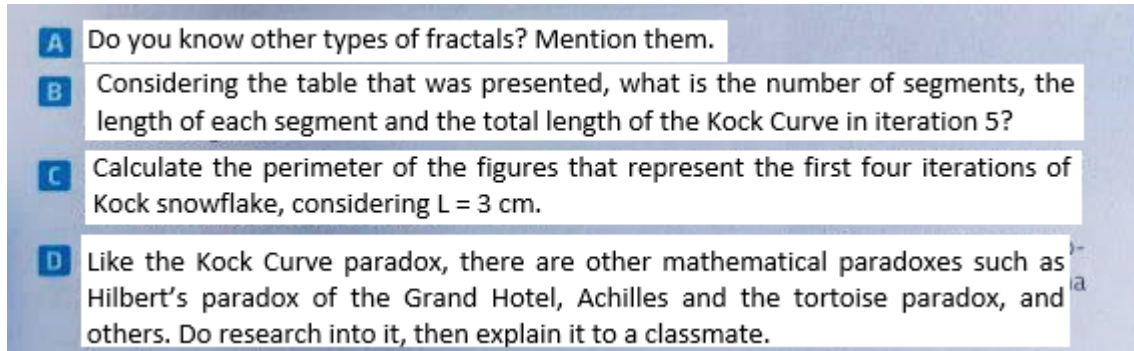 A Do you know other types of fractals? Mention them.
B Considering the table that was presented, what is the number of segments, the
length of each segment and the total length of the Kock Curve in iteration 5?
C Calculate the perimeter of the figures that represent the first four iterations of
Kock snowflake, considering L = 3 cm.
D Like the Kock Curve paradox, there are other mathematical paradoxes such as
Hilbert's paradox of the Grand Hotel, Achilles and the tortoise paradox, and
others. Do research into it, then explain it to a classmate.